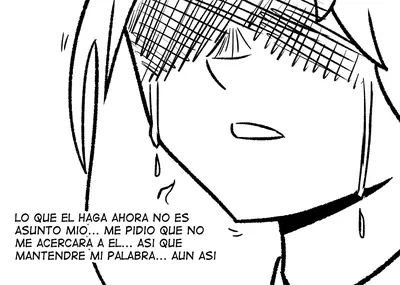 LO QUE EL HAGA AHORA NO ES
ASUNTO MIO... ME PIDIO QUE NO
ME ACERCARA A EL... ASI QUE
MANTENDRE MI PALABRA... AUN ASI